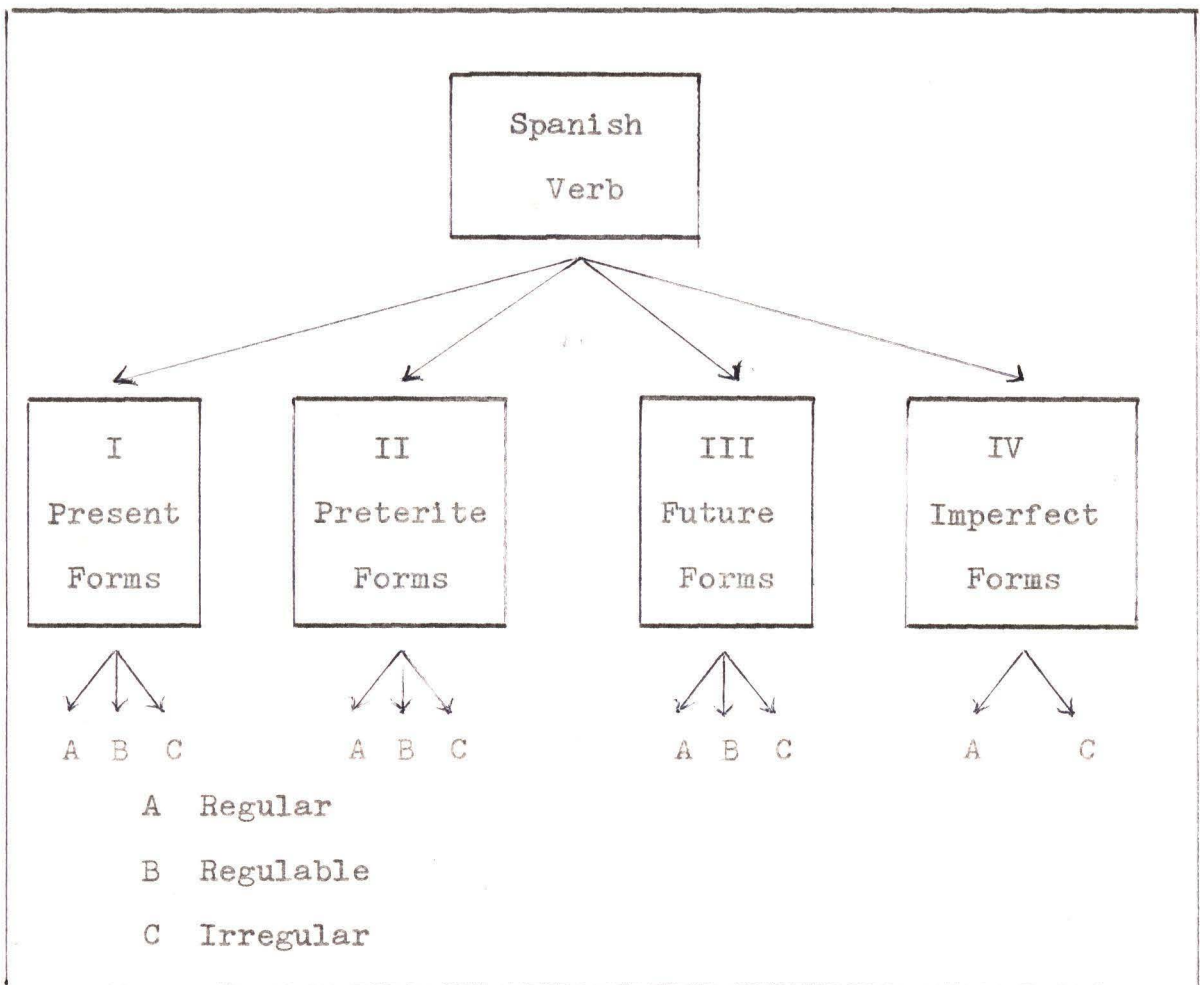 Spanish
Verb
I
Present
Forms
II
Preterite
Forms
III
Future
Forms
IV
Imperfect
Forms
A B C
A B C
A B C
A C
A Regular
B Regulable
C Irregular